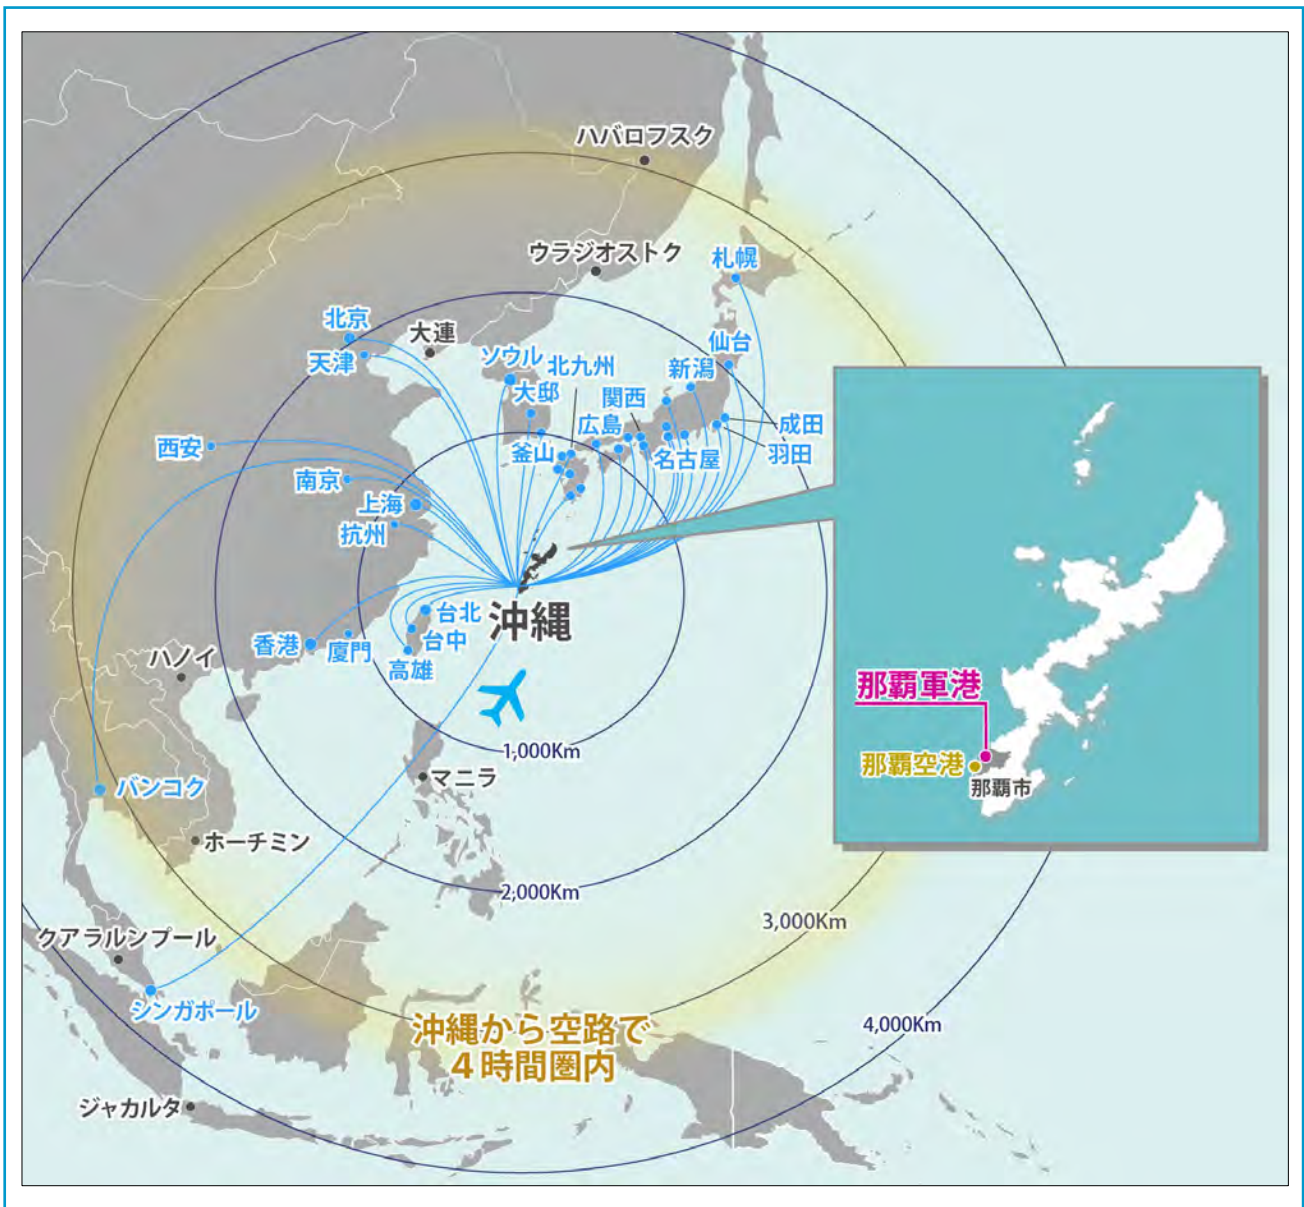 ハバロフスク
ウラジオストク
札幌
北京
大連
天津
ソウル
北九州
仙台
新潟
大邱
関西
広島
成田
西安
釜山
名古屋
羽田
南京
上海
杭州
台北
沖縄
香港
廈門
台中
高雄
ハノイ
那覇軍港
1,000Km
那覇空港
マニラ
バンコク
那覇市
ホーチミン
2,000Km
3,000Km
クアラルンプール
シンガポール
沖縄から空路で
4時間圏内
4,000Km
ジャカルタ